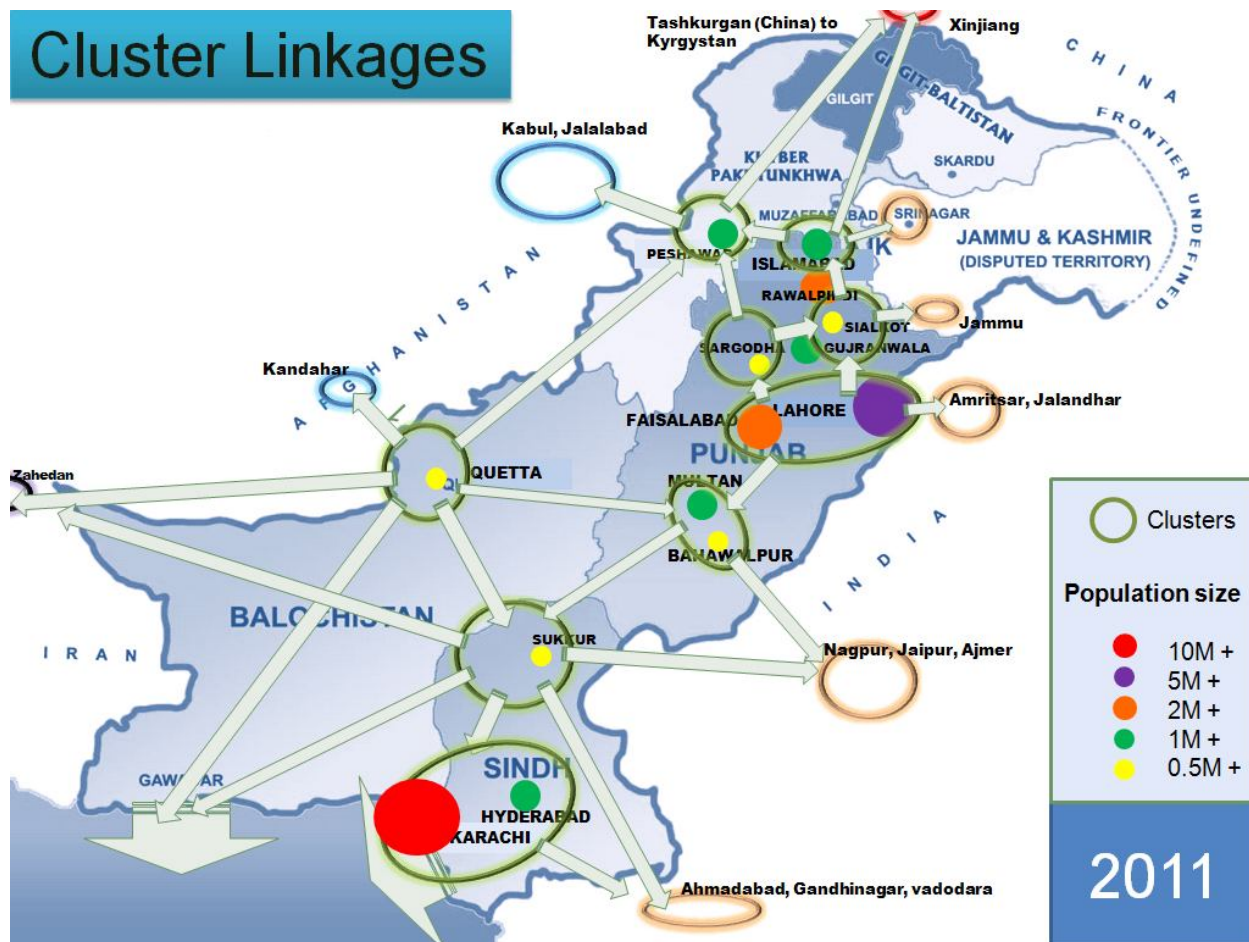 Cluster Linkages
Tashkurgan (China) to
Kyrgystan
Xinjiang
CHINA
FRONTIER UNDEFINED
GILGIT-BALTISTAN
GILGIT
SKARDU
Kabul, Jalalabad
KHYBER
PAKHTUNKHWA
MUZAFFARABAD
SRINAGAR
JAMMU & KASHMIR
(DISPUTED TERRITORY)
PESHAWAR
ISLAMABAD
RAWALPINDI
SIALKOT
Jammu
SARGODHA
GUJRANWALA
AFGHANISTAN
Kandahar
LAHORE
Amritsar, Jalandhar
FAISALABAD
PUNJAB
Zahedan
QUETTA
MULTAN
BAHAWALPUR
INDIA
BALOCHISTAN
IRAN
SUKKUR
Nagpur, Jaipur, Ajmer
GAWADAR
SINDH
HYDERABAD
KARACHI
Ahmadabad, Gandhinagar, vadodara
Clusters
Population size
10M +
5M +
2M +
1M +
0.5M +
2011